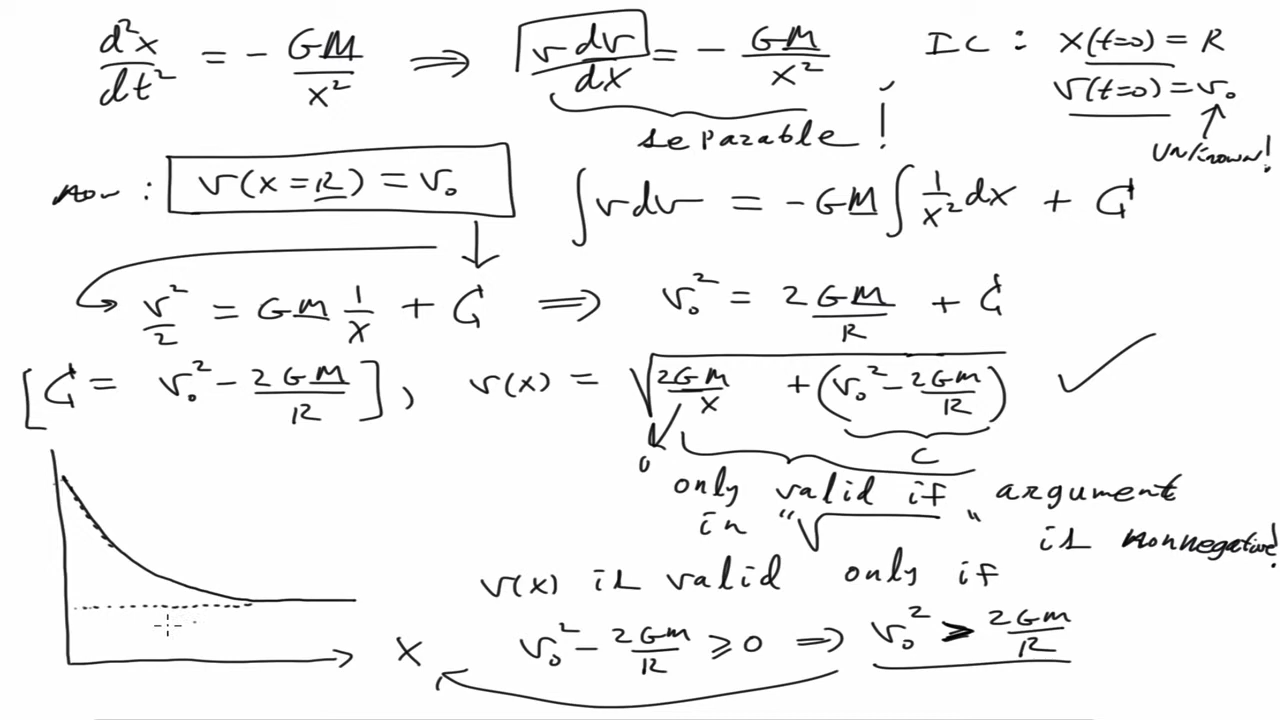 d²x/dt² = - GM/x² ⟹ v dv/dx = - GM/x² IC : x(t=0) = R
v(t=0) = v₀
separable !
unknown!
now : v(x=R) = v₀ ∫vdv = -GM ∫ 1/x² dx + C
v²/2 = GM 1/x + C ⟹ v₀² = 2GM/R + C
[C = v₀² - 2GM/R], v(x) = √(2GM/x + (v₀² - 2GM/R)) ✓
0 C
only valid if argument
in "√ " is nonnegative!
v(x) is valid only if
x v₀² - 2GM/R ⩾ 0 ⟹ v₀² ⩾ 2GM/R